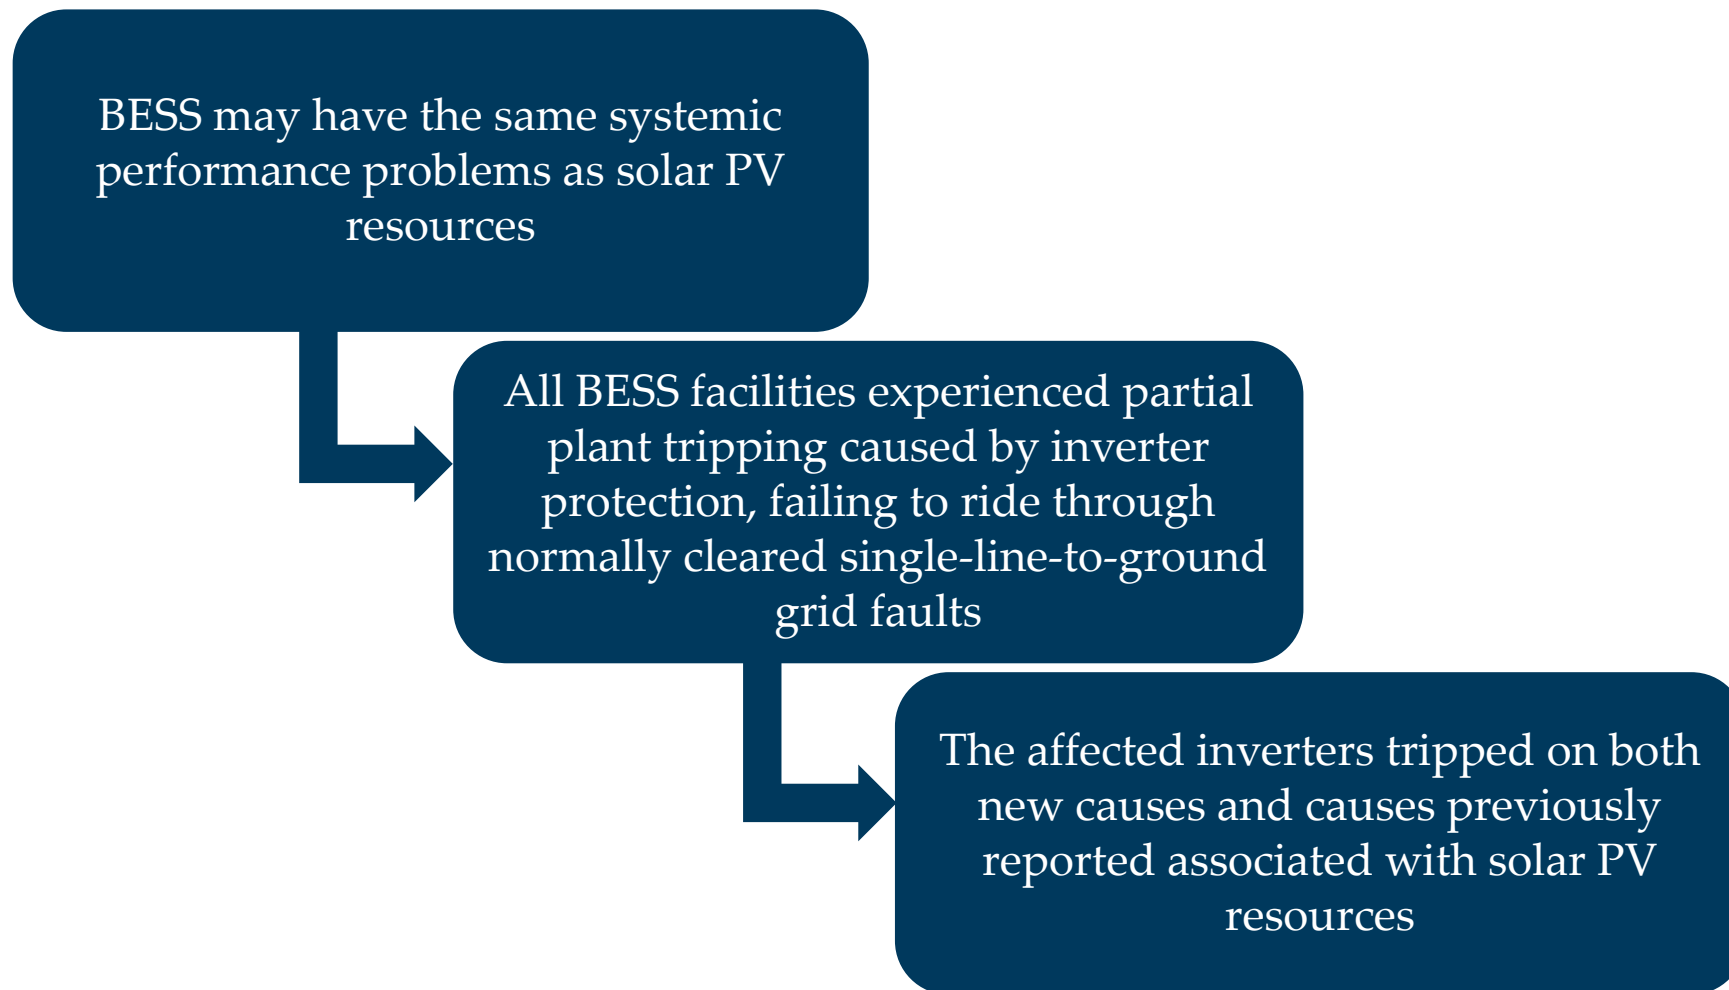 BESS may have the same systemic
performance problems as solar PV
resources
All BESS facilities experienced partial
plant tripping caused by inverter
protection, failing to ride through
normally cleared single-line-to-ground
grid faults
The affected inverters tripped on both
new causes and causes previously
reported associated with solar PV
resources